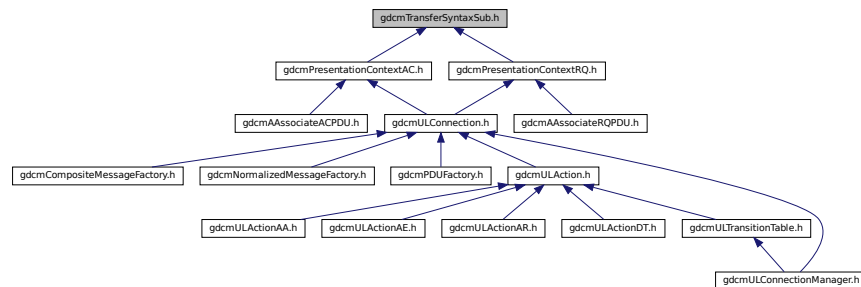 gdcmTransferSyntaxSub.h
gdcmPresentationContextAC.h
gdcmPresentationContextRQ.h
gdcmAAssociateACPDU.h
gdcmULConnection.h
gdcmAAssociateRQPDU.h
gdcmCompositeMessageFactory.h
gdcmNormalizedMessageFactory.h
gdcmPDUFactory.h
gdcmULAction.h
gdcmULActionAA.h
gdcmULActionAE.h
gdcmULActionAR.h
gdcmULActionDT.h
gdcmULTransitionTable.h
gdcmULConnectionManager.h